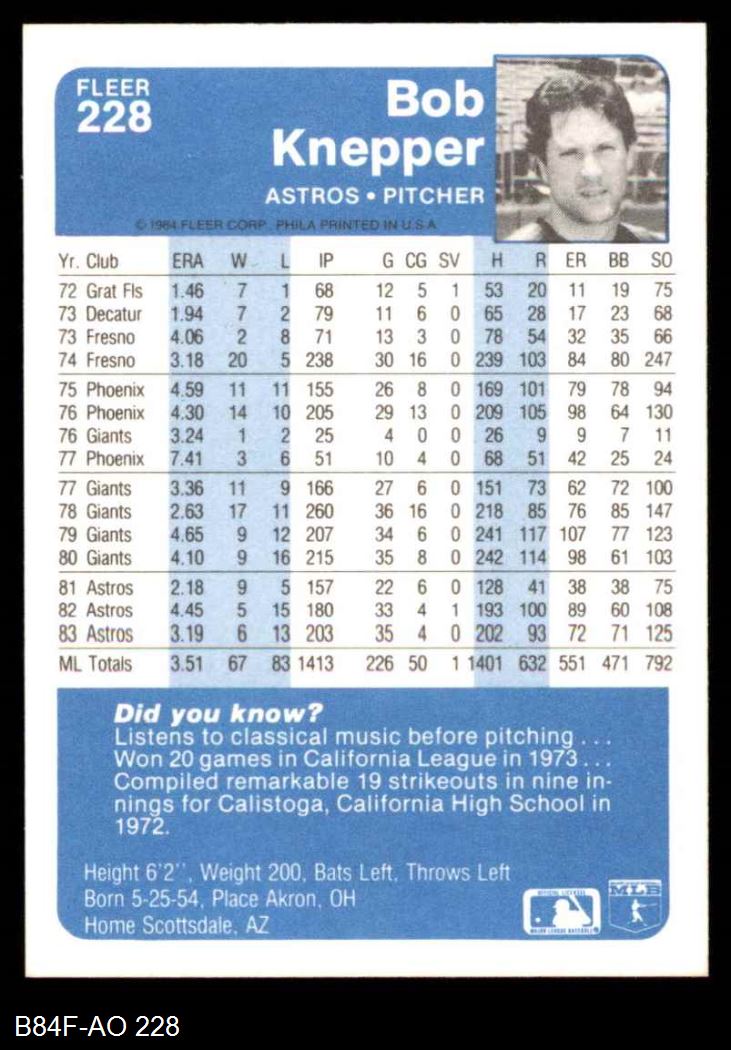 FLEER
228
Bob
Knepper
ASTROS • PITCHER
© 1984 FLEER CORP. PHILA PRINTED IN U.S.A.
Yr. Club ERA W L IP G CG SV H R ER BB SO
72 Grat Fls 1.46 7 1 68 12 5 1 53 20 11 19 75
73 Decatur 1.94 7 2 79 11 6 0 65 28 17 23 68
73 Fresno 4.06 2 8 71 13 3 0 78 54 32 35 66
74 Fresno 3.18 20 5 238 30 16 0 239 103 84 80 247
75 Phoenix 4.59 11 11 155 26 8 0 169 101 79 78 94
76 Phoenix 4.30 14 10 205 29 13 0 209 105 98 64 130
76 Giants 3.24 1 2 25 4 0 0 26 9 9 7 11
77 Phoenix 7.41 3 6 51 10 4 0 68 51 42 25 24
77 Giants 3.36 11 9 166 27 6 0 151 73 62 72 100
78 Giants 2.63 17 11 260 36 16 0 218 85 76 85 147
79 Giants 4.65 9 12 207 34 6 0 241 117 107 77 123
80 Giants 4.10 9 16 215 35 8 0 242 114 98 61 103
81 Astros 2.18 9 5 157 22 6 0 128 41 38 38 75
82 Astros 4.45 5 15 180 33 4 1 193 100 89 60 108
83 Astros 3.19 6 13 203 35 4 0 202 93 72 71 125
ML Totals 3.51 67 83 1413 226 50 1 1401 632 551 471 792
Did you know?
Listens to classical music before pitching . . .
Won 20 games in California League in 1973 . . .
Compiled remarkable 19 strikeouts in nine in-
nings for Calistoga, California High School in
1972.
Height 6'2'', Weight 200, Bats Left, Throws Left
Born 5-25-54, Place Akron, OH
Home Scottsdale, AZ
OFFICIAL LICENSEE
MAJOR LEAGUE BASEBALL
MLB
B84F-AO 228